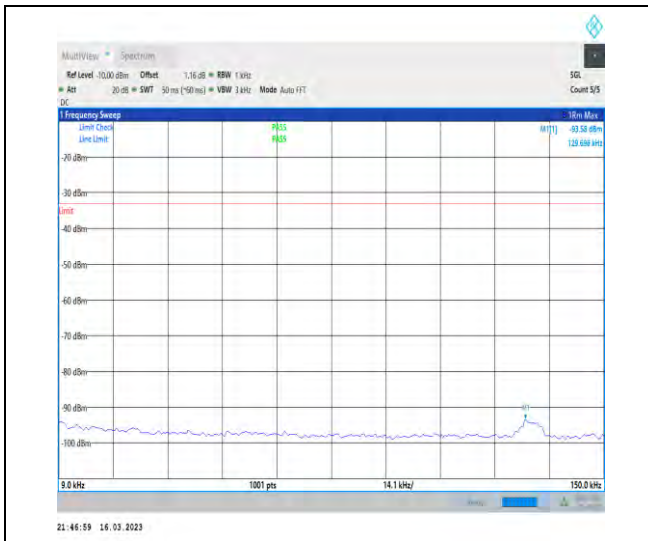 MultiView Spectrum
Ref Level -10.00 dBm Offset 1.16 dB RBW 1 kHz SGL
Att 20 dB SWT 50 ms (~60 ms) VBW 3 kHz Mode Auto FFT Count 5/5
DC
1 Frequency Sweep 1Rm Max
Limit Check PASS M1[1] -93.58 dBm
Line Limit PASS 129.698 kHz
-20 dBm
-30 dBm
Limit
-40 dBm
-50 dBm
-60 dBm
-70 dBm
-80 dBm
-90 dBm
M1
-100 dBm
9.0 kHz 1001 pts 14.1 kHz/ 150.0 kHz
21:46:59 16.03.2023